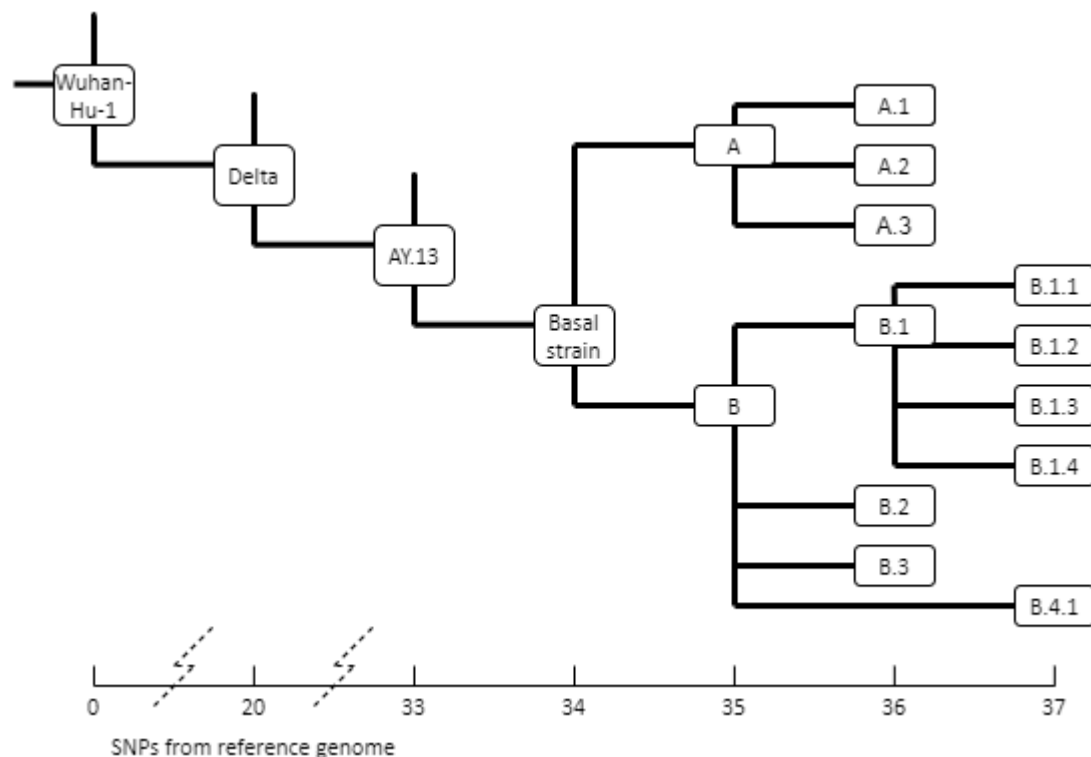 Wuhan-
Hu-1
Delta
AY.13
Basal
strain
A
A.1
A.2
A.3
B
B.1
B.1.1
B.1.2
B.1.3
B.1.4
B.2
B.3
B.4.1
0 20 33 34 35 36 37
SNPs from reference genome